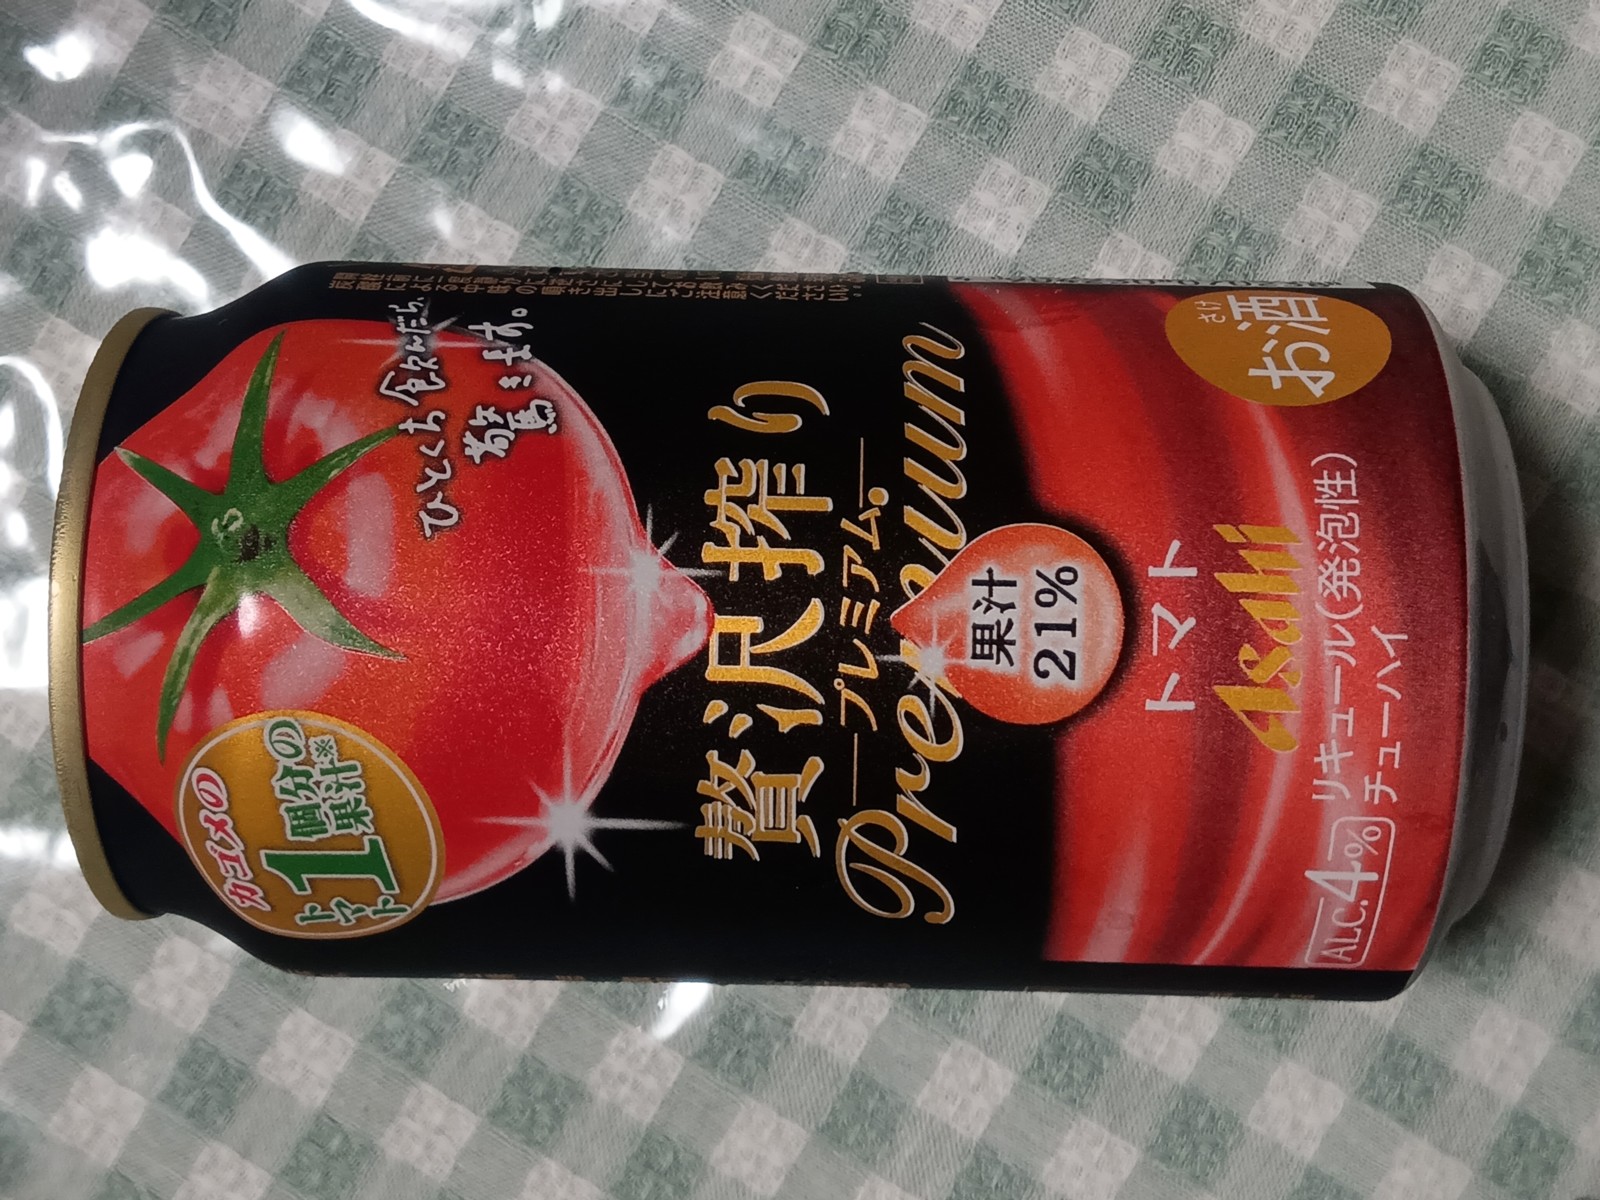 カゴメの
トマト1個分の果汁※
ひとくち飲んだら、
驚きます。
贅沢搾り
プレミアム
Premium
果汁
21%
トマト
Asahi
ALC.4% リキュール(発泡性)
チューハイ
さけ
お酒